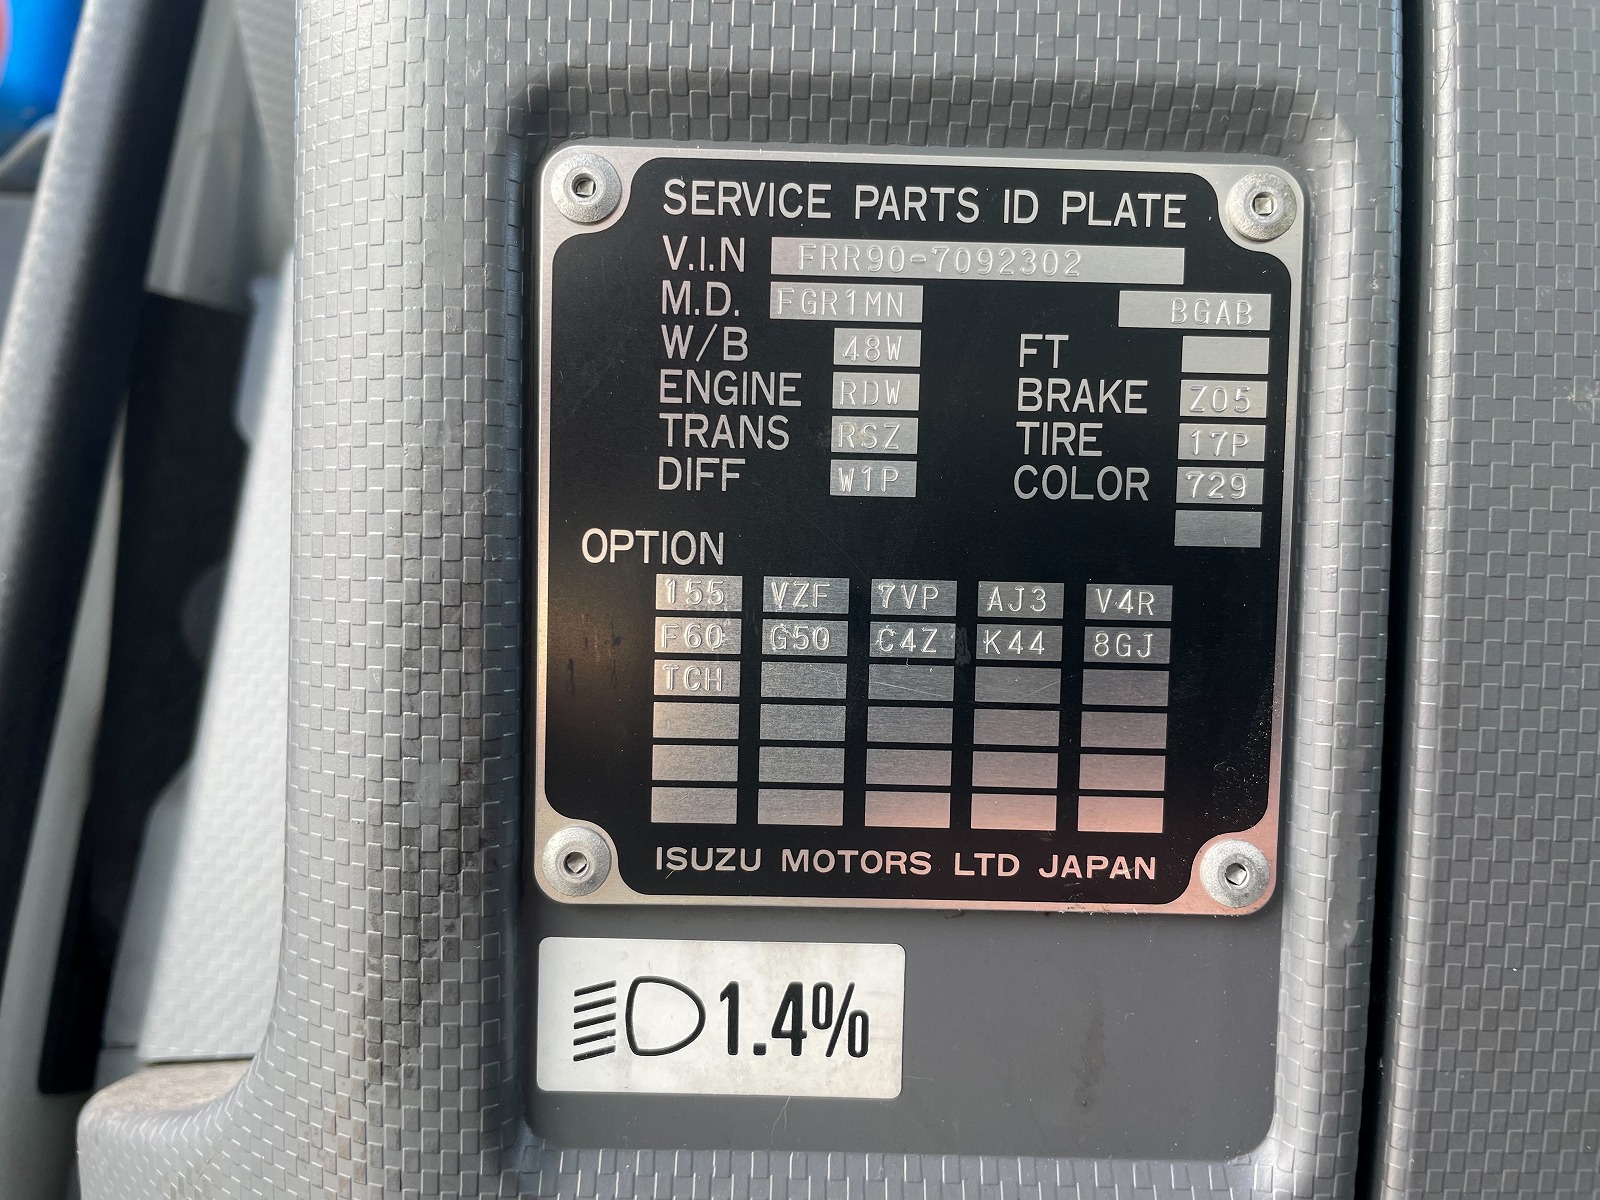 SERVICE PARTS ID PLATE
V.I.N FRR90-7092302
M.D. FGR1MN BGAB
W/B 48W FT
ENGINE RDW BRAKE Z05
TRANS RSZ TIRE 17P
DIFF W1P COLOR 729
OPTION
155 VZF 7VP AJ3 V4R
F60 G50 C4Z K44 8GJ
TCH
ISUZU MOTORS LTD JAPAN
1.4%